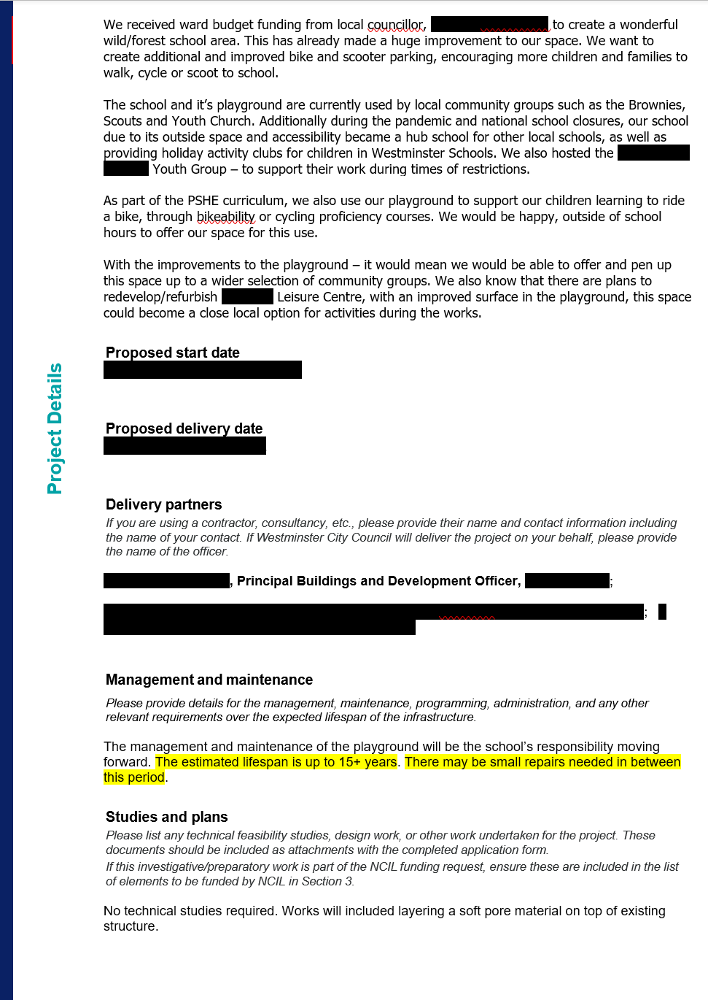 We received ward budget funding from local councillor, to create a wonderful
wild/forest school area. This has already made a huge improvement to our space. We want to
create additional and improved bike and scooter parking, encouraging more children and families to
walk, cycle or scoot to school.
The school and it’s playground are currently used by local community groups such as the Brownies,
Scouts and Youth Church. Additionally during the pandemic and national school closures, our school
due to its outside space and accessibility became a hub school for other local schools, as well as
providing holiday activity clubs for children in Westminster Schools. We also hosted the
Youth Group – to support their work during times of restrictions.
As part of the PSHE curriculum, we also use our playground to support our children learning to ride
a bike, through bikeability or cycling proficiency courses. We would be happy, outside of school
hours to offer our space for this use.
With the improvements to the playground – it would mean we would be able to offer and pen up
this space up to a wider selection of community groups. We also know that there are plans to
redevelop/refurbish Leisure Centre, with an improved surface in the playground, this space
could become a close local option for activities during the works.
Project Details
Proposed start date
Proposed delivery date
Delivery partners
If you are using a contractor, consultancy, etc., please provide their name and contact information including
the name of your contact. If Westminster City Council will deliver the project on your behalf, please provide
the name of the officer.
, Principal Buildings and Development Officer, ;
;
Management and maintenance
Please provide details for the management, maintenance, programming, administration, and any other
relevant requirements over the expected lifespan of the infrastructure.
The management and maintenance of the playground will be the school’s responsibility moving
forward. The estimated lifespan is up to 15+ years. There may be small repairs needed in between
this period.
Studies and plans
Please list any technical feasibility studies, design work, or other work undertaken for the project. These
documents should be included as attachments with the completed application form.
If this investigative/preparatory work is part of the NCIL funding request, ensure these are included in the list
of elements to be funded by NCIL in Section 3.
No technical studies required. Works will included layering a soft pore material on top of existing
structure.